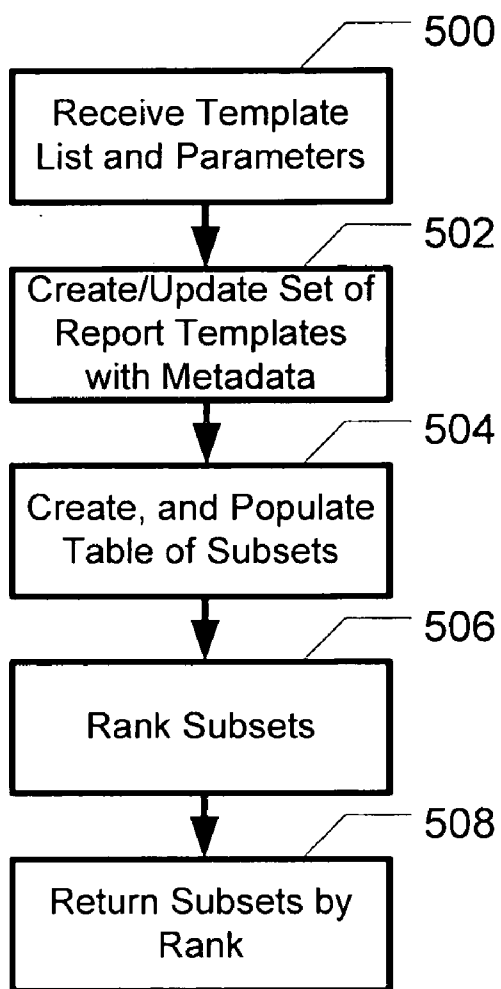 500
Receive Template
List and Parameters
502
Create/Update Set of
Report Templates
with Metadata
504
Create, and Populate
Table of Subsets
506
Rank Subsets
508
Return Subsets by
Rank